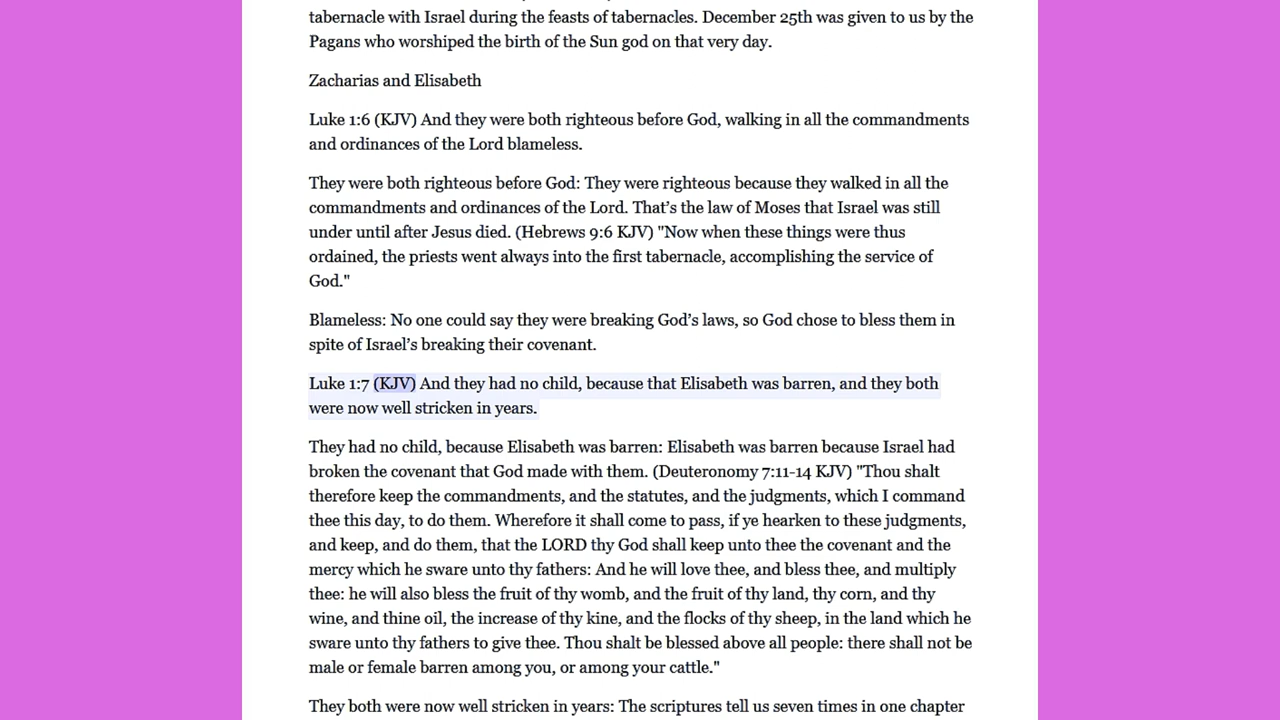 tabernacle with Israel during the feasts of tabernacles. December 25th was given to us by the
Pagans who worshiped the birth of the Sun god on that very day.
Zacharias and Elisabeth
Luke 1:6 (KJV) And they were both righteous before God, walking in all the commandments
and ordinances of the Lord blameless.
They were both righteous before God: They were righteous because they walked in all the
commandments and ordinances of the Lord. That’s the law of Moses that Israel was still
under until after Jesus died. (Hebrews 9:6 KJV) "Now when these things were thus
ordained, the priests went always into the first tabernacle, accomplishing the service of
God."
Blameless: No one could say they were breaking God’s laws, so God chose to bless them in
spite of Israel’s breaking their covenant.
Luke 1:7 (KJV) And they had no child, because that Elisabeth was barren, and they both
were now well stricken in years.
They had no child, because Elisabeth was barren: Elisabeth was barren because Israel had
broken the covenant that God made with them. (Deuteronomy 7:11-14 KJV) "Thou shalt
therefore keep the commandments, and the statutes, and the judgments, which I command
thee this day, to do them. Wherefore it shall come to pass, if ye hearken to these judgments,
and keep, and do them, that the LORD thy God shall keep unto thee the covenant and the
mercy which he sware unto thy fathers: And he will love thee, and bless thee, and multiply
thee: he will also bless the fruit of thy womb, and the fruit of thy land, thy corn, and thy
wine, and thine oil, the increase of thy kine, and the flocks of thy sheep, in the land which he
sware unto thy fathers to give thee. Thou shalt be blessed above all people: there shall not be
male or female barren among you, or among your cattle."
They both were now well stricken in years: The scriptures tell us seven times in one chapter